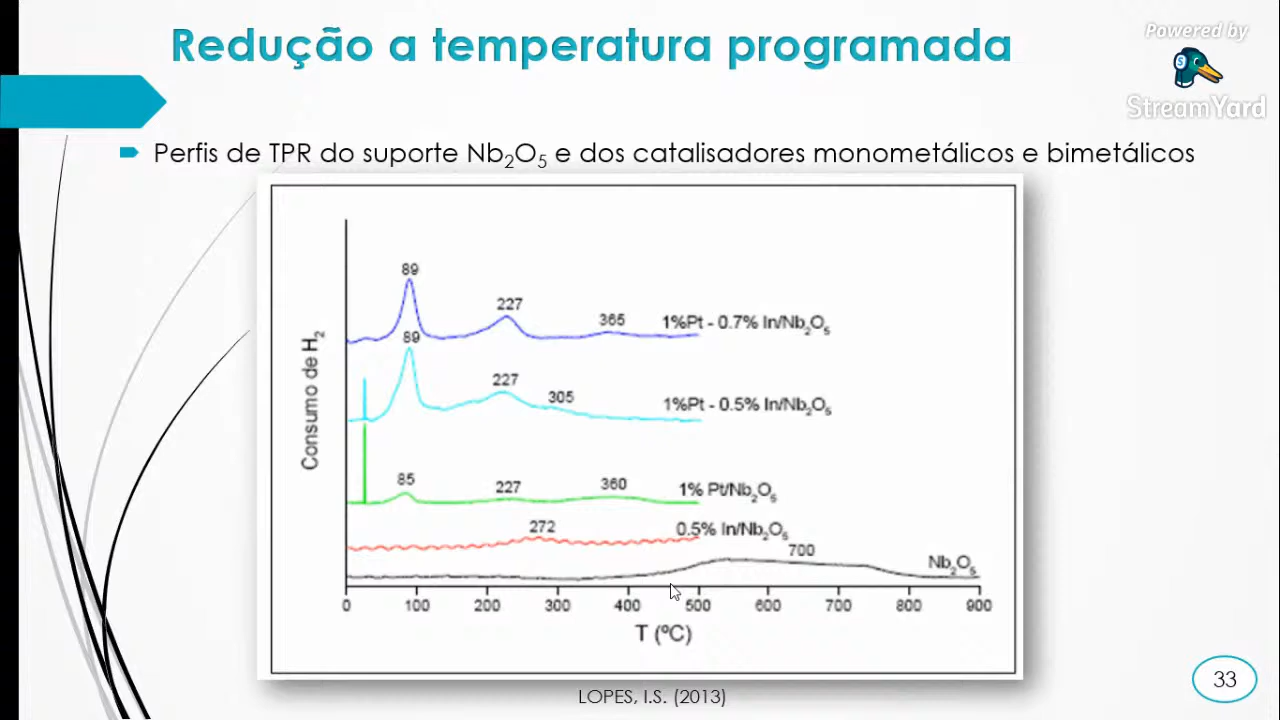 Redução a temperatura programada
Powered by
StreamYard
Perfis de TPR do suporte Nb₂O₅ e dos catalisadores monometálicos e bimetálicos
Consumo de H₂
89
227
365
1%Pt - 0.7% In/Nb₂O₅
89
227
305
1%Pt - 0.5% In/Nb₂O₅
85
227
360
1% Pt/Nb₂O₅
272
0.5% In/Nb₂O₅
700
Nb₂O₅
0 100 200 300 400 500 600 700 800 900
T (ºC)
LOPES, I.S. (2013)
33